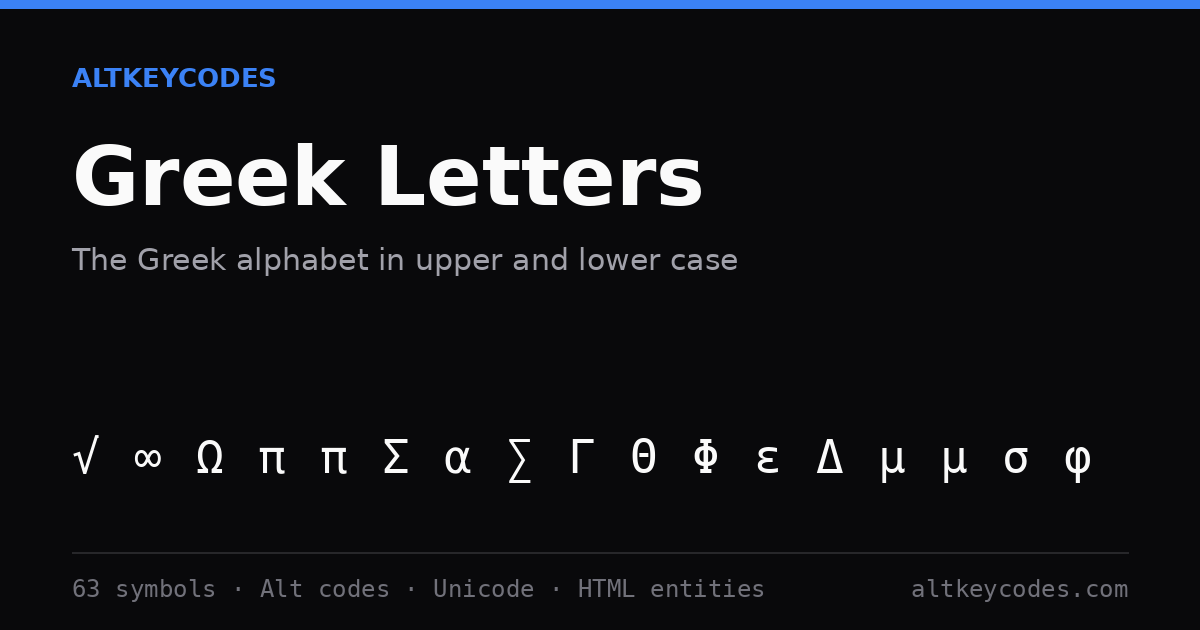 ALTKEYCODES
Greek Letters
The Greek alphabet in upper and lower case
√ ∞ Ω π π Σ α ∑ Γ Θ Φ ε Δ µ μ σ φ
63 symbols · Alt codes · Unicode · HTML entities altkeycodes.com